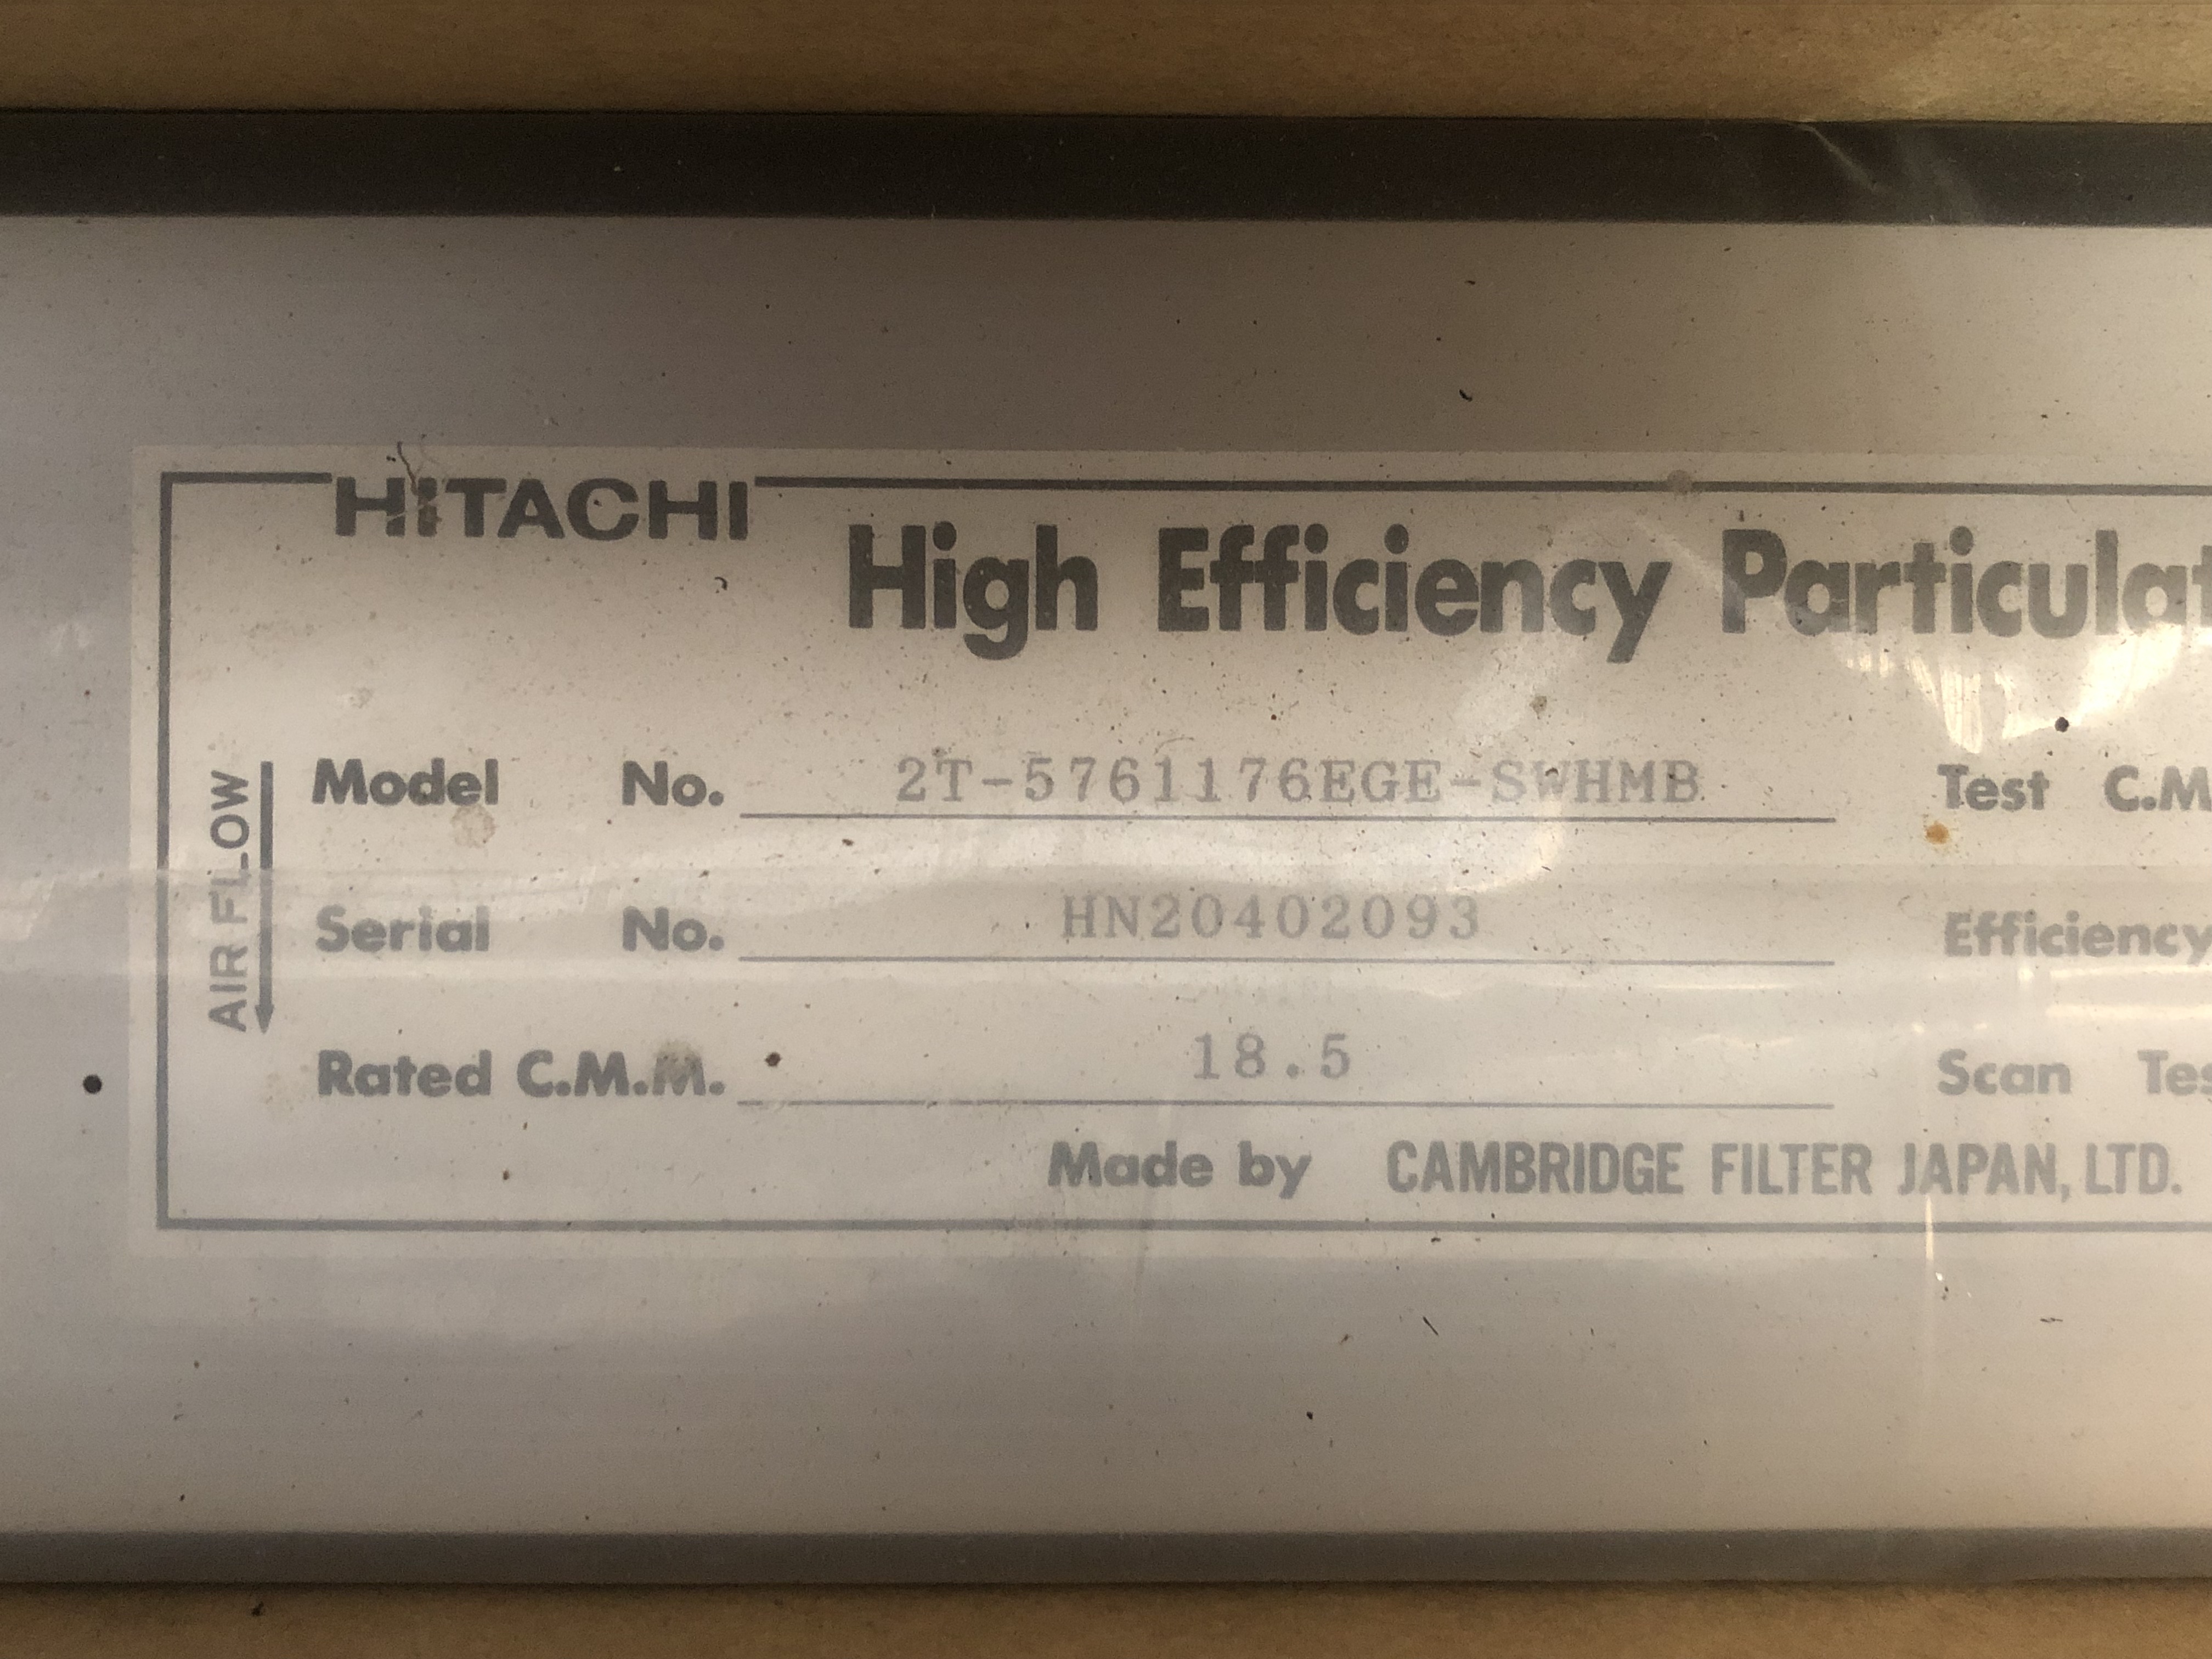 HITACHI
High Efficiency Particulat
AIR FLOW
Model No. 2T-5761176EGE-SWHMB
Test C.M
Serial No. HN20402093
Efficiency
Rated C.M.M. 18.5
Scan Tes
Made by CAMBRIDGE FILTER JAPAN, LTD.